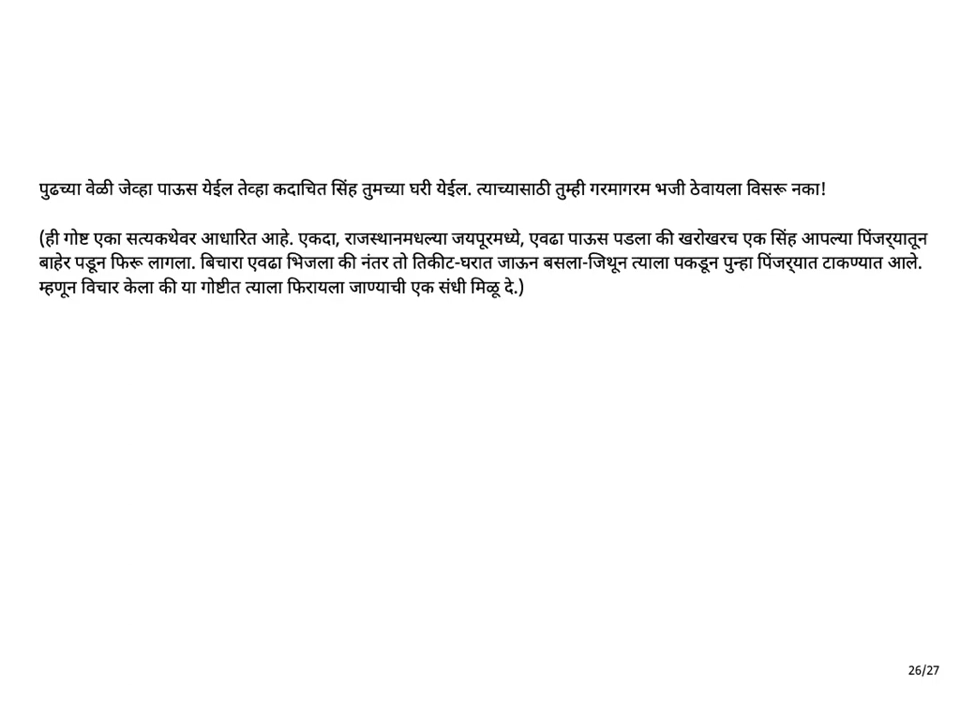 पुढच्या वेळी जेव्हा पाऊस येईल तेव्हा कदाचित सिंह तुमच्या घरी येईल. त्याच्यासाठी तुम्ही गरमागरम भजी ठेवायला विसरू नका!
(ही गोष्ट एका सत्यकथेवर आधारित आहे. एकदा, राजस्थानमधल्या जयपूरमध्ये, एवढा पाऊस पडला की खरोखरच एक सिंह आपल्या पिंजऱ्यातून
बाहेर पडून फिरू लागला. बिचारा एवढा भिजला की नंतर तो तिकीट-घरात जाऊन बसला-जिथून त्याला पकडून पुन्हा पिंजऱ्यात टाकण्यात आले.
म्हणून विचार केला की या गोष्टीत त्याला फिरायला जाण्याची एक संधी मिळू दे.)
26/27